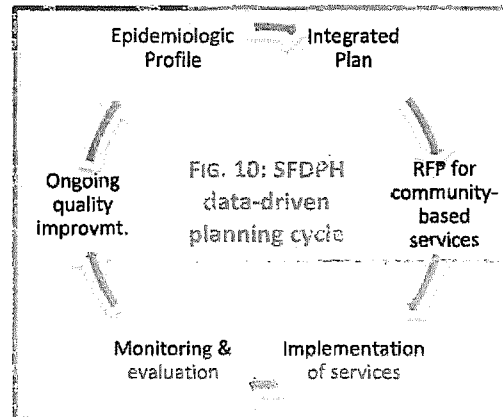 Epidemiologic
Profile
Integrated
Plan
RFP for
community-
based
services
Implementation
of services
Monitoring &
evaluation
Ongoing
quality
improvmt.
FIG. 10: SFDPH
data-driven
planning cycle